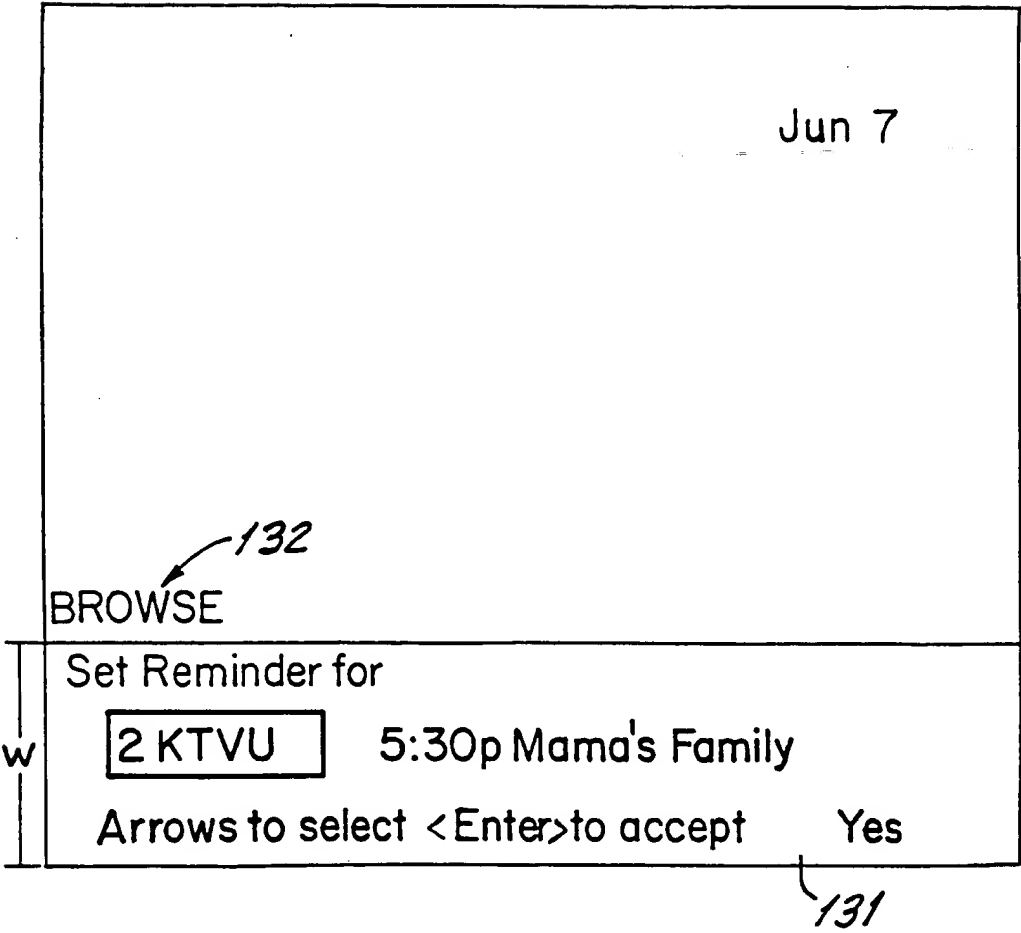 Jun 7
132
BROWSE
Set Reminder for
2 KTVU 5:30p Mama's Family
W
Arrows to select <Enter>to accept Yes
131